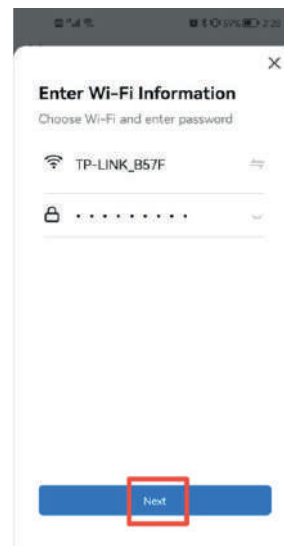 Enter Wi-Fi Information
Choose Wi-Fi and enter password
TP-LINK_B57F
Next